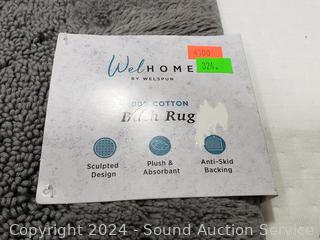 WelHOME
BY WELSPUN
4100
324.
COTTON
Bath Rug
Sculpted Design
Plush & Absorbant
Anti-Skid Backing
Copyright 2024 - Sound Auction Service